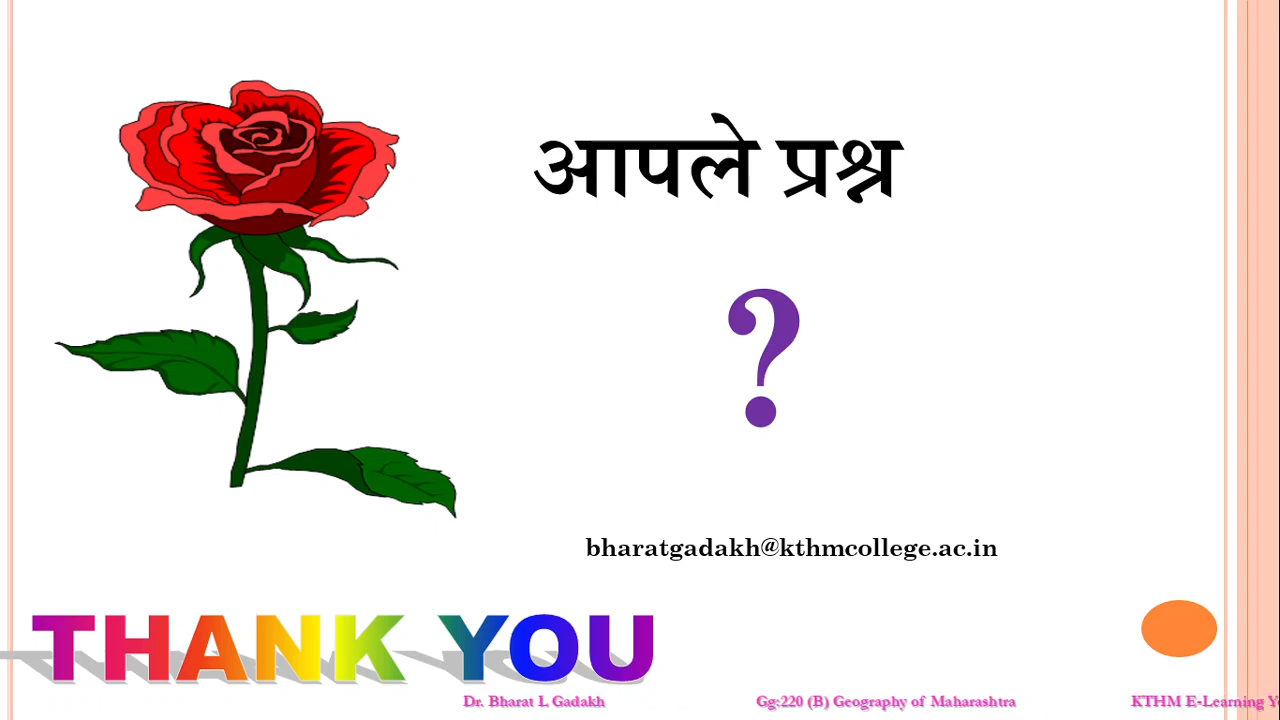 आपले प्रश्न
?
bharatgadakh@kthmcollege.ac.in
THANK YOU
Dr. Bharat L Gadakh
Gg:220 (B) Geography of Maharashtra
KTHM E-Learning